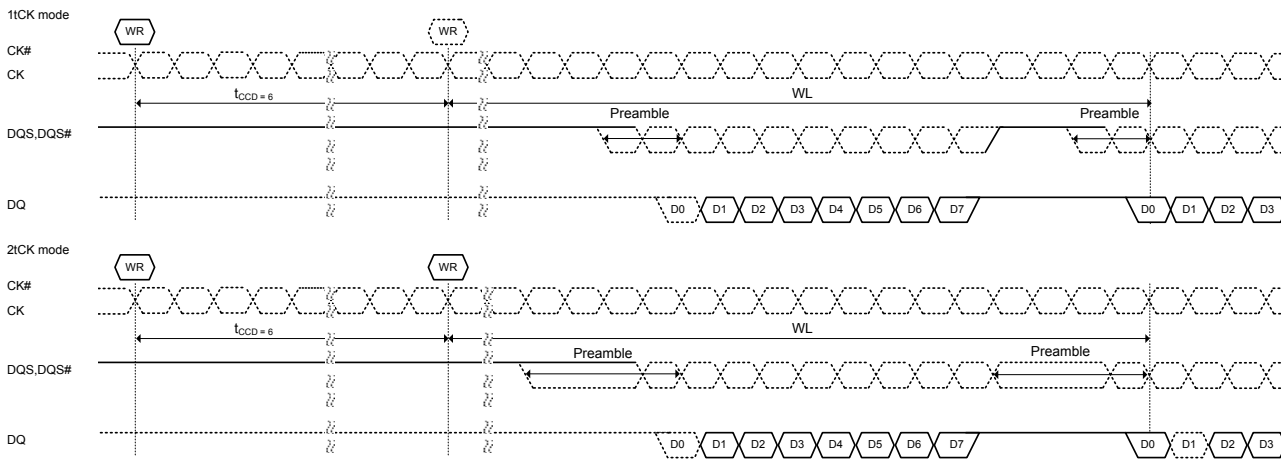 1tCK mode
WR WR
CK#
CK
tCCD = 6 WL
Preamble Preamble
DQS,DQS#
DQ D0 D1 D2 D3 D4 D5 D6 D7 D0 D1 D2 D3
2tCK mode
WR WR
CK#
CK
tCCD = 6 WL
Preamble Preamble
DQS,DQS#
DQ D0 D1 D2 D3 D4 D5 D6 D7 D0 D1 D2 D3